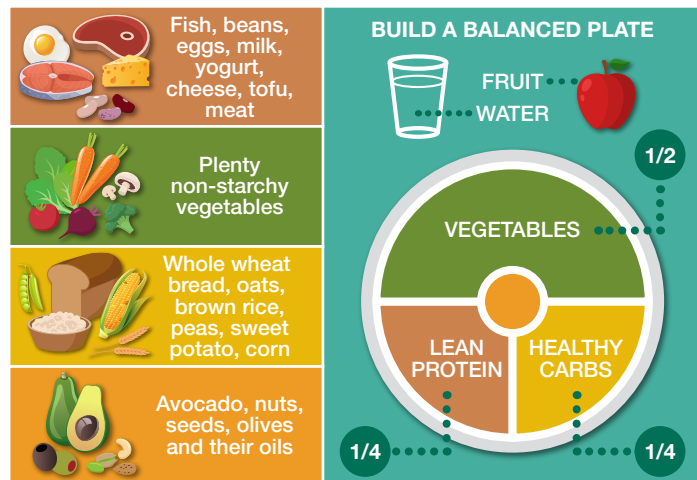 Fish, beans,
eggs, milk,
yogurt,
cheese, tofu,
meat
Plenty
non-starchy
vegetables
Whole wheat
bread, oats,
brown rice,
peas, sweet
potato, corn
Avocado, nuts,
seeds, olives
and their oils
BUILD A BALANCED PLATE
FRUIT
WATER
1/2
VEGETABLES
LEAN
PROTEIN
HEALTHY
CARBS
1/4
1/4